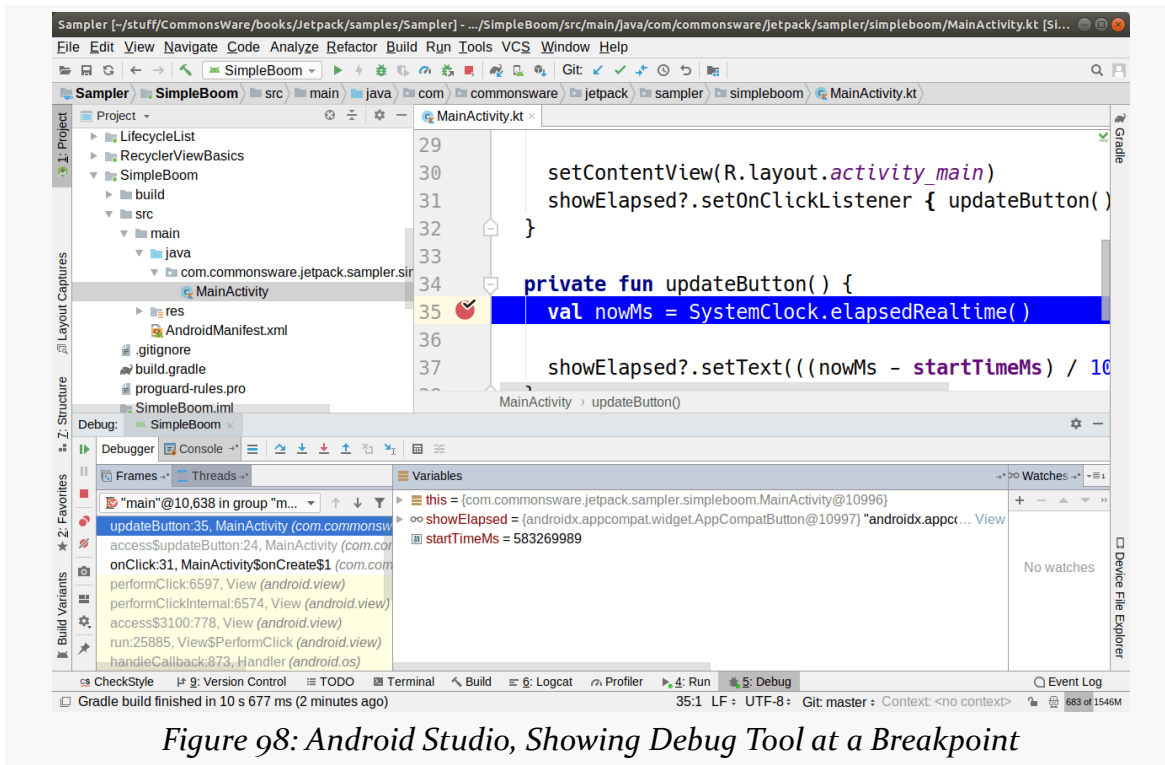 Sampler [~/stuff/CommonsWare/books/Jetpack/samples/Sampler] - .../SimpleBoom/src/main/java/com/commonsware/jetpack/sampler/simpleboom/MainActivity.kt [Si...
File Edit View Navigate Code Analyze Refactor Build Run Tools VCS Window Help
SimpleBoom Git:
Sampler SimpleBoom src main java com commonsware jetpack sampler simpleboom MainActivity.kt
1: Project
Layout Captures
7: Structure
2: Favorites
Build Variants
Project
LifecycleList
RecyclerViewBasics
SimpleBoom
build
src
main
java
com.commonsware.jetpack.sampler.sir
MainActivity
res
AndroidManifest.xml
.gitignore
build.gradle
proguard-rules.pro
SimpleBoom.iml
MainActivity.kt
29
30 setContentView(R.layout.activity_main)
31 showElapsed?.setOnClickListener { updateButton()
32 }
33
34 private fun updateButton() {
35 val nowMs = SystemClock.elapsedRealtime()
36
37 showElapsed?.setText(((nowMs - startTimeMs) / 10
38 }
MainActivity › updateButton()
Gradle
Device File Explorer
Debug: SimpleBoom
Debugger Console
Frames Threads
"main"@10,638 in group "m...
updateButton:35, MainActivity (com.commonsw
access$updateButton:24, MainActivity (com.cor
onClick:31, MainActivity$onCreate$1 (com.com
performClick:6597, View (android.view)
performClickInternal:6574, View (android.view)
access$3100:778, View (android.view)
run:25885, View$PerformClick (android.view)
handleCallback:873, Handler (android.os)
Variables
this = {com.commonsware.jetpack.sampler.simpleboom.MainActivity@10996}
showElapsed = {androidx.appcompat.widget.AppCompatButton@10997} "androidx.appcc... View
startTimeMs = 583269989
Watches
No watches
CheckStyle 9: Version Control TODO Terminal Build 6: Logcat Profiler 4: Run 5: Debug Event Log
Gradle build finished in 10 s 677 ms (2 minutes ago) 35:1 LF UTF-8 Git: master Context: <no context> 683 of 1546M
Figure 98: Android Studio, Showing Debug Tool at a Breakpoint